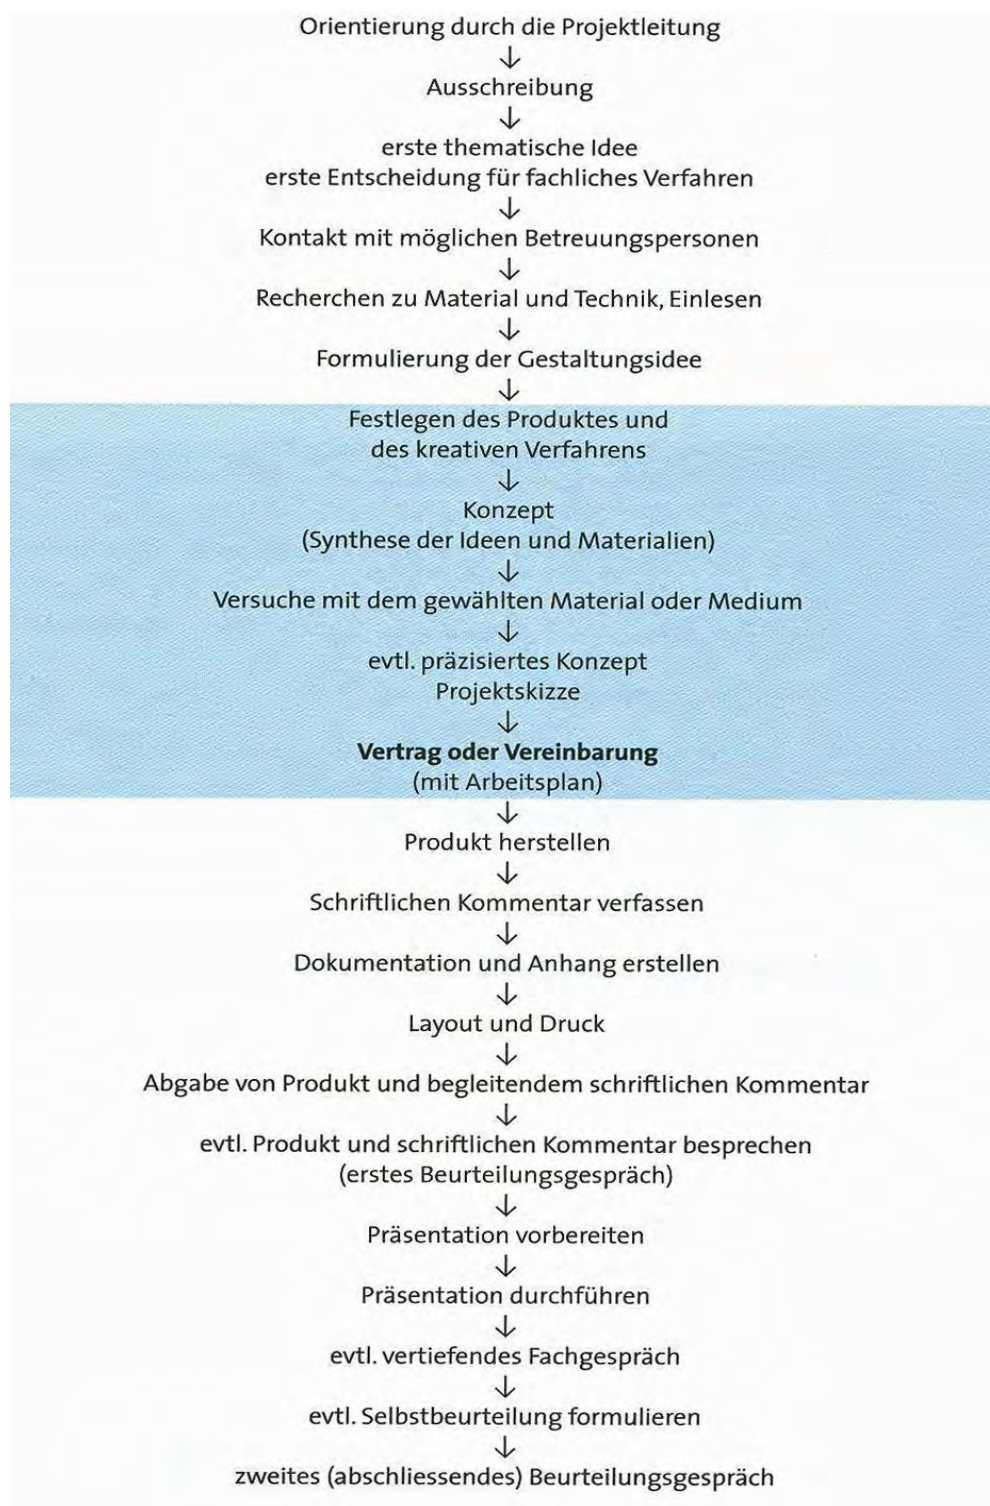 Orientierung durch die Projektleitung
↓
Ausschreibung
↓
erste thematische Idee
erste Entscheidung für fachliches Verfahren
↓
Kontakt mit möglichen Betreuungspersonen
↓
Recherchen zu Material und Technik, Einlesen
↓
Formulierung der Gestaltungsidee
↓
Festlegen des Produktes und
des kreativen Verfahrens
↓
Konzept
(Synthese der Ideen und Materialien)
↓
Versuche mit dem gewählten Material oder Medium
↓
evtl. präzisiertes Konzept
Projektskizze
↓
Vertrag oder Vereinbarung
(mit Arbeitsplan)
↓
Produkt herstellen
↓
Schriftlichen Kommentar verfassen
↓
Dokumentation und Anhang erstellen
↓
Layout und Druck
↓
Abgabe von Produkt und begleitendem schriftlichen Kommentar
↓
evtl. Produkt und schriftlichen Kommentar besprechen
(erstes Beurteilungsgespräch)
↓
Präsentation vorbereiten
↓
Präsentation durchführen
↓
evtl. vertiefendes Fachgespräch
↓
evtl. Selbstbeurteilung formulieren
↓
zweites (abschliessendes) Beurteilungsgespräch